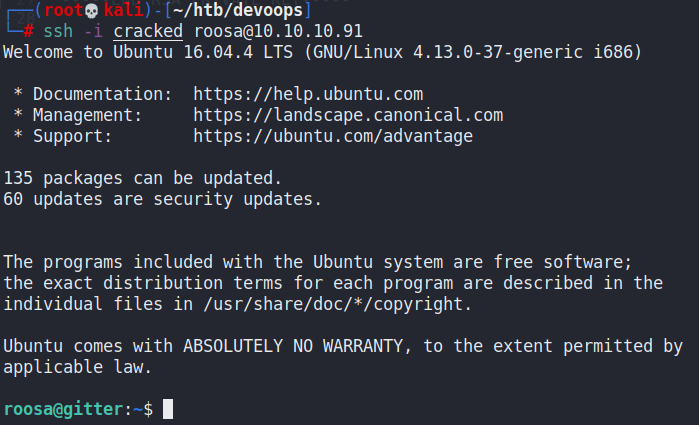 ┌──(root💀kali)-[~/htb/devoops]
└─# ssh -i cracked roosa@10.10.10.91
Welcome to Ubuntu 16.04.4 LTS (GNU/Linux 4.13.0-37-generic i686)

 * Documentation:  https://help.ubuntu.com
 * Management:     https://landscape.canonical.com
 * Support:        https://ubuntu.com/advantage

135 packages can be updated.
60 updates are security updates.


The programs included with the Ubuntu system are free software;
the exact distribution terms for each program are described in the
individual files in /usr/share/doc/*/copyright.

Ubuntu comes with ABSOLUTELY NO WARRANTY, to the extent permitted by
applicable law.

roosa@gitter:~$